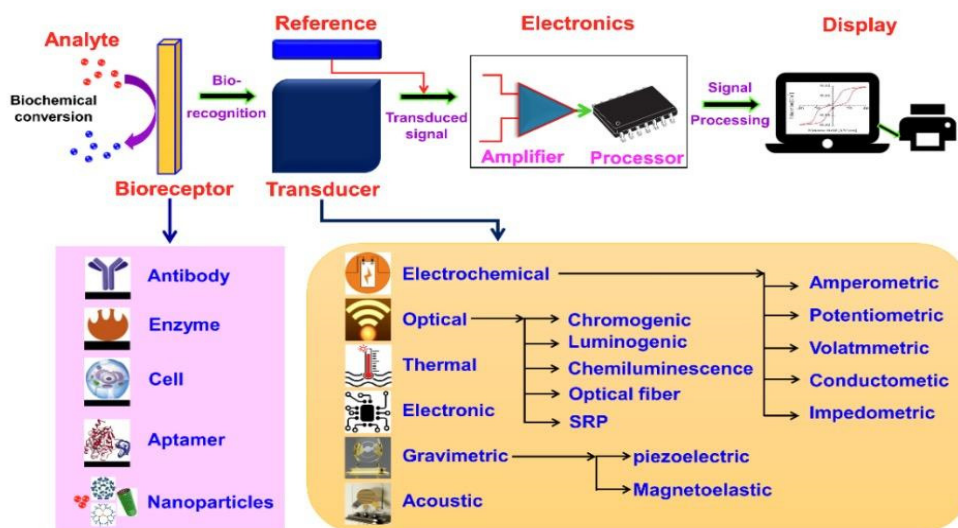 Analyte
Biochemical
conversion
Bioreceptor
Bio-
recognition
Reference
Transducer
Transduced
signal
Electronics
Amplifier
Processor
Signal
Processing
Display
Antibody
Enzyme
Cell
Aptamer
Nanoparticles
Electrochemical
Optical
Thermal
Electronic
Gravimetric
Acoustic
Chromogenic
Luminogenic
Chemiluminescence
Optical fiber
SRP
piezoelectric
Magnetoelastic
Amperometric
Potentiometric
Volatmmetric
Conductometic
Impedometric